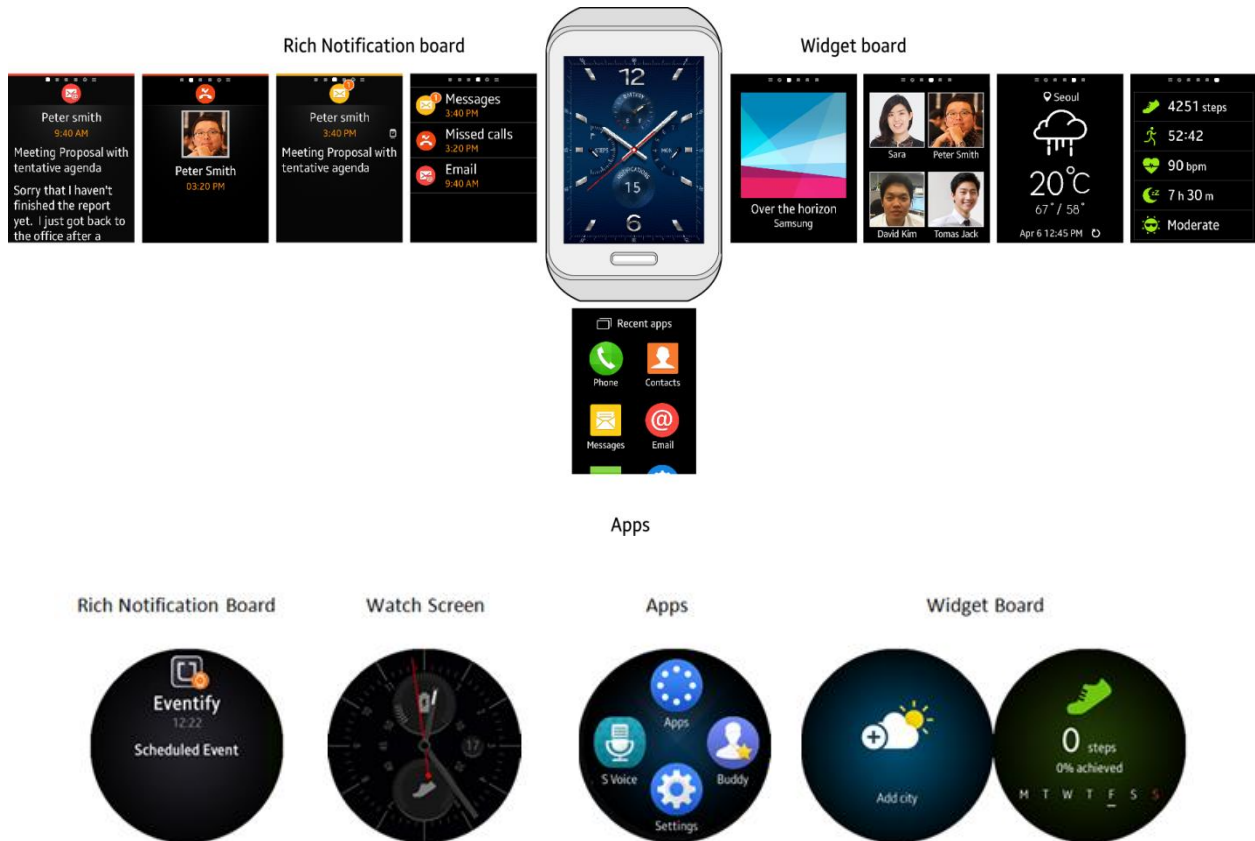 Rich Notification board
Widget board
Peter smith
9:40 AM
Meeting Proposal with
tentative agenda
Sorry that I haven't
finished the report
yet. I just got back to
the office after a
Peter Smith
03:20 PM
1
Peter smith
3:40 PM
Meeting Proposal with
tentative agenda
1
Messages
3:40 PM
Missed calls
3:20 PM
Email
9:40 AM
12
BATTERY
STEPS
MON
NOTIFICATIONS
15
6
Over the horizon
Samsung
Sara
Peter Smith
David Kim
Tomas Jack
Seoul
20°C
67°/ 58°
Apr 6 12:45 PM
4251 steps
52:42
90 bpm
7 h 30 m
Moderate
Recent apps
Phone
Contacts
Messages
@
Email
Apps
Rich Notification Board
Watch Screen
Apps
Widget Board
Eventify
12:22
Scheduled Event
17
Apps
S Voice
Buddy
Settings
Add city
0 steps
0% achieved
M T W T F S S